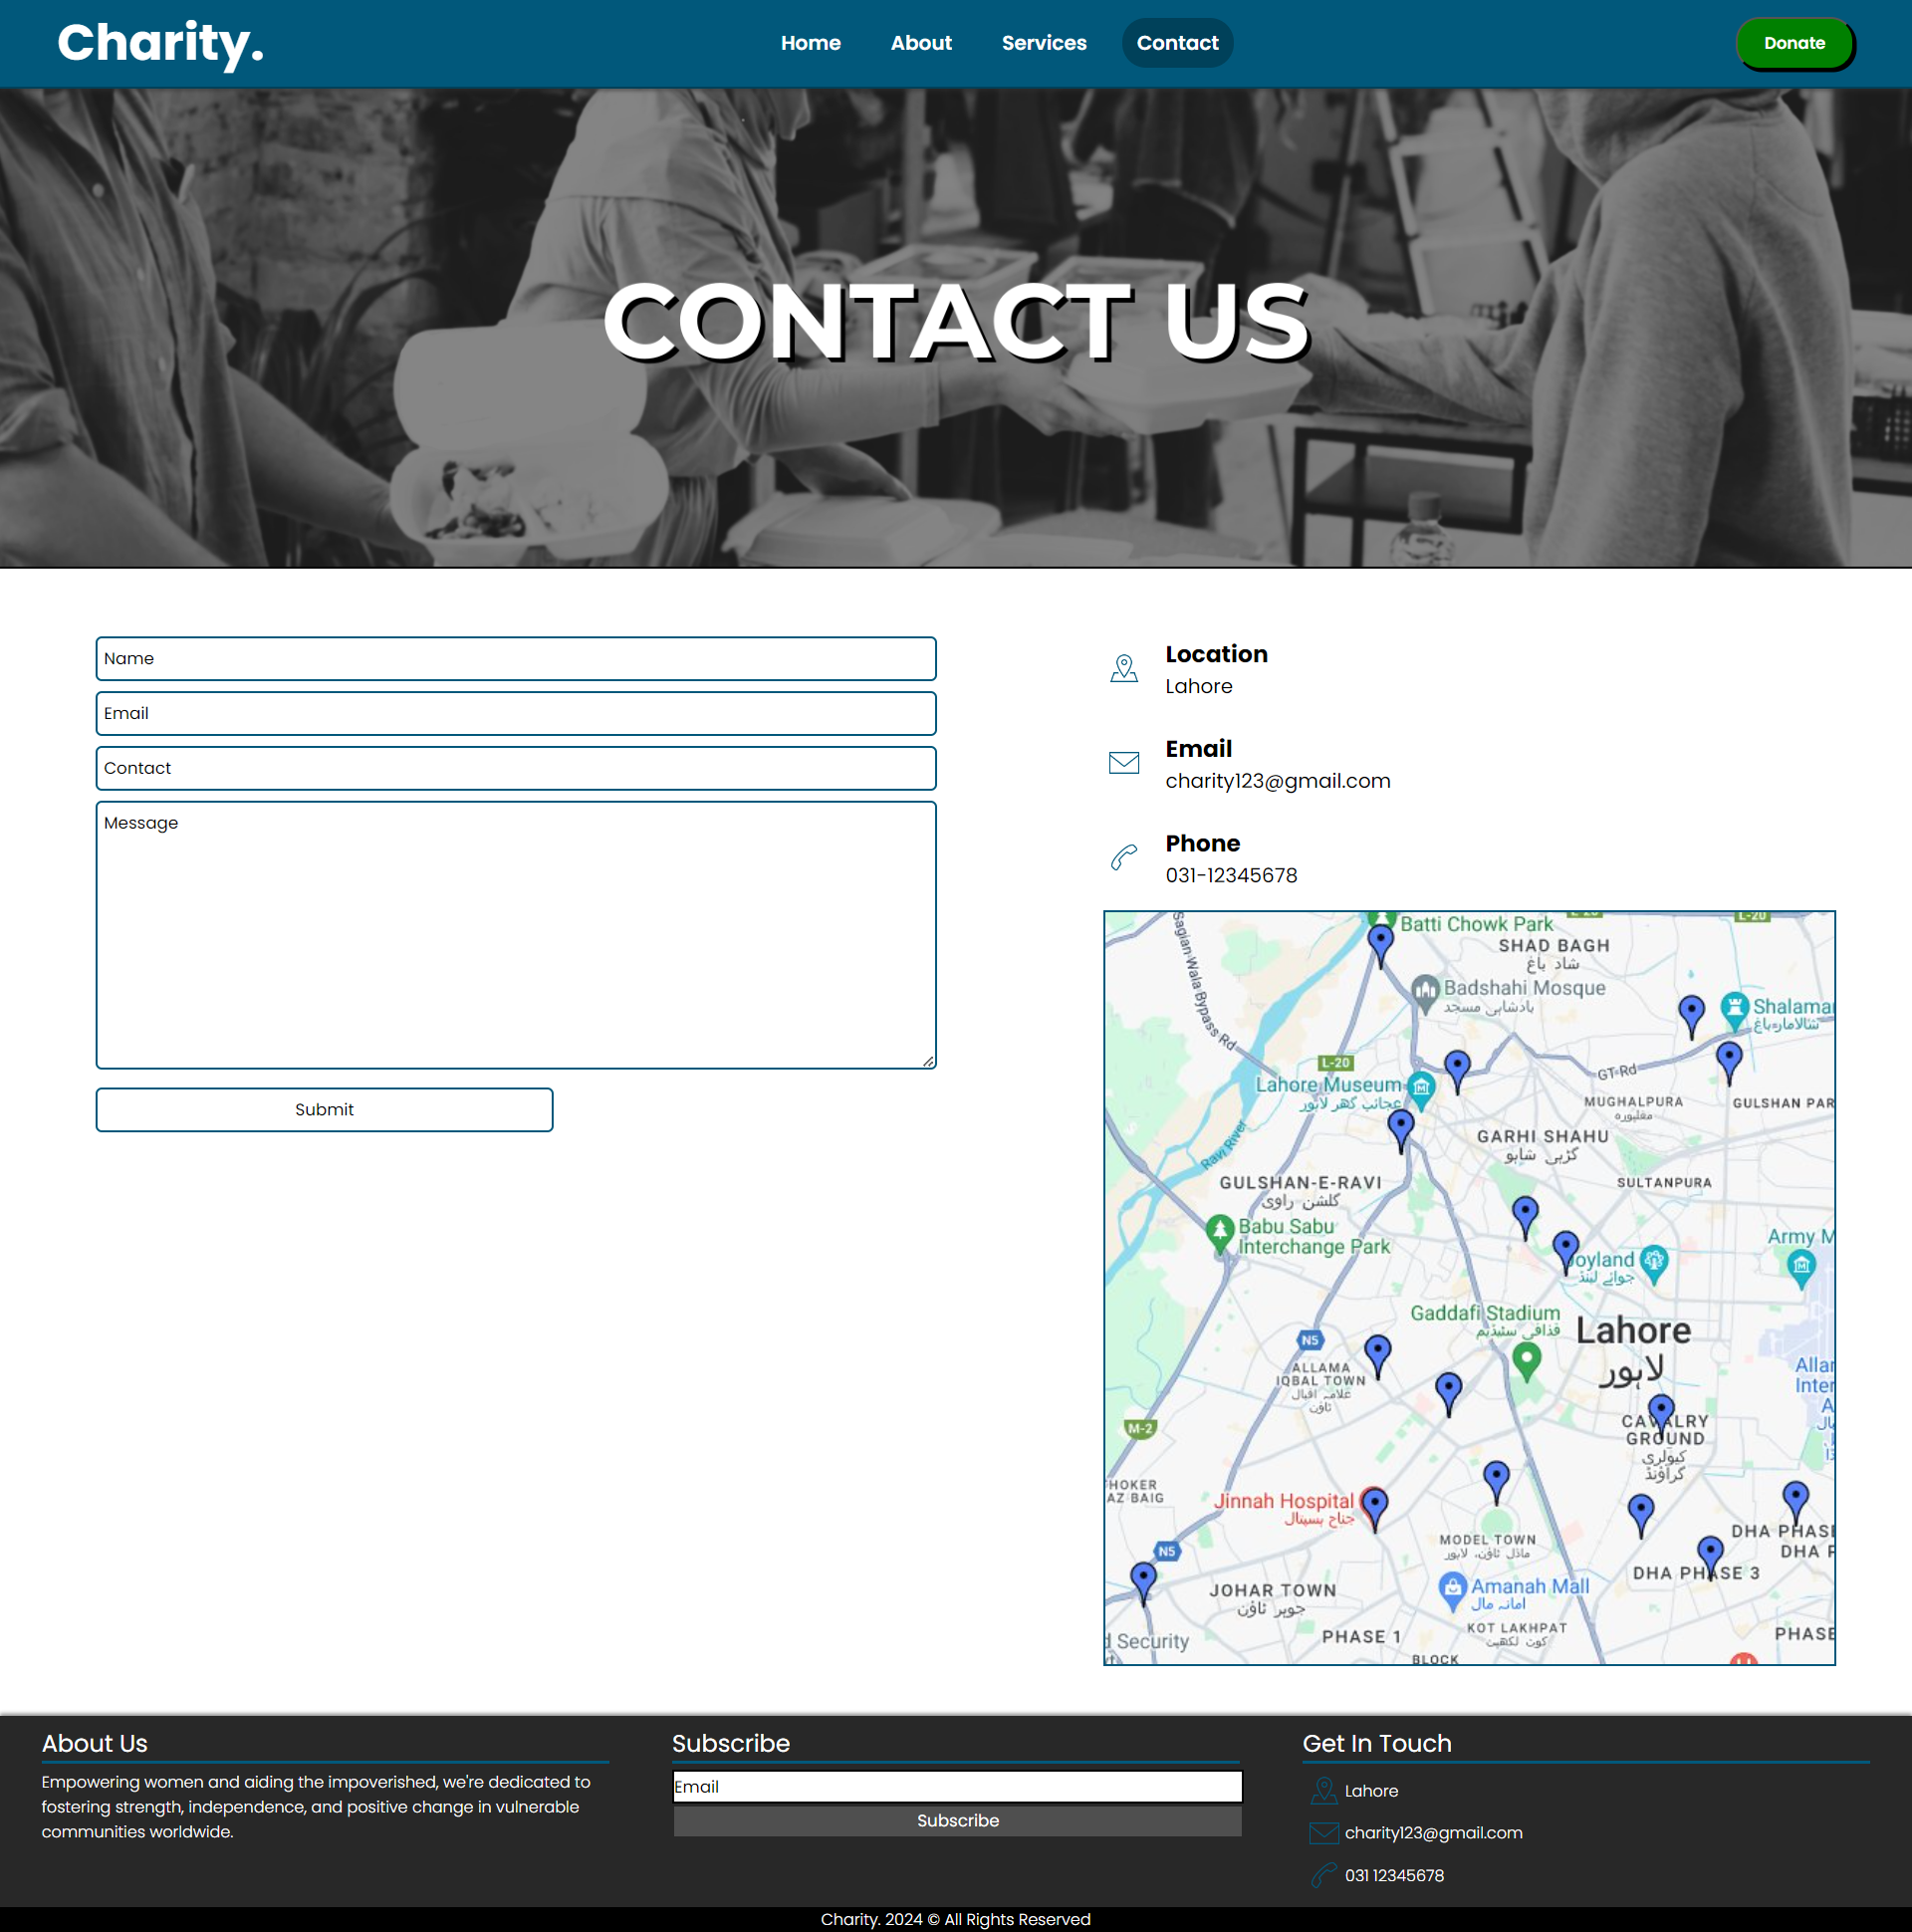 Charity.
Home
About
Services
Contact
Donate
CONTACT US
Name
Email
Contact
Message
Submit
Location
Lahore
Email
charity123@gmail.com
Phone
031-12345678
Batti Chowk Park
L-20
SHAD BAGH
شاد باغ
Sagian Wala Bypass Rd
Badshahi Mosque
بادشاہی مسجد
Shalamar
شالامار باغ
L-20
GT Rd
Lahore Museum
عجائب گھر لاہور
MUGHALPURA
مغلپورہ
GULSHAN PAR
GARHI SHAHU
گڑہی شاہو
Ravi River
GULSHAN-E-RAVI
گلشن راوی
SULTANPURA
Babu Sabu
Interchange Park
Army M
Joyland
جوائے لینڈ
Gaddafi Stadium
قذافی سٹیڈیم
Lahore
لاہور
N5
ALLAMA
IQBAL TOWN
علامہ اقبال
ٹاؤن
Allar
Inter
A
CAVALRY
GROUND
کیولری
گراؤنڈ
M-2
HOKER
AZ BAIG
Jinnah Hospital
جناح ہسپتال
MODEL TOWN
ماڈل ٹاؤن، لاہور
DHA PHASE
DHA P
DHA PHASE 3
N5
JOHAR TOWN
جوہر ٹاؤن
Amanah Mall
امانہ مال
KOT LAKHPAT
کوٹ لکھپت
PHASE 1
PHASE
d Security
BLOCK
About Us
Empowering women and aiding the impoverished, we're dedicated to
fostering strength, independence, and positive change in vulnerable
communities worldwide.
Subscribe
Email
Subscribe
Get In Touch
Lahore
charity123@gmail.com
031 12345678
Charity. 2024 © All Rights Reserved